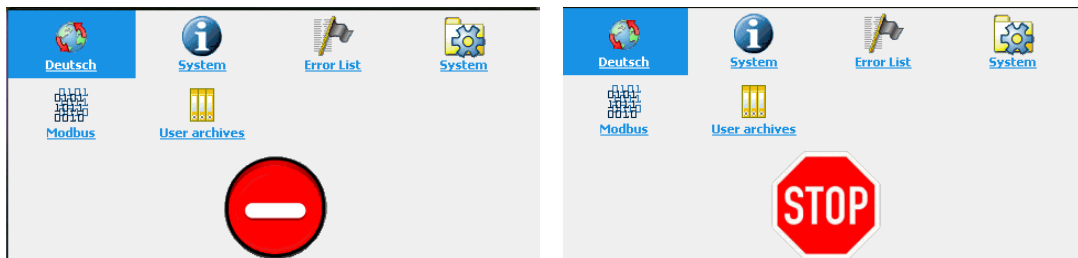 Deutsch System Error List System
Modbus User archives
Deutsch System Error List System
Modbus User archives
STOP